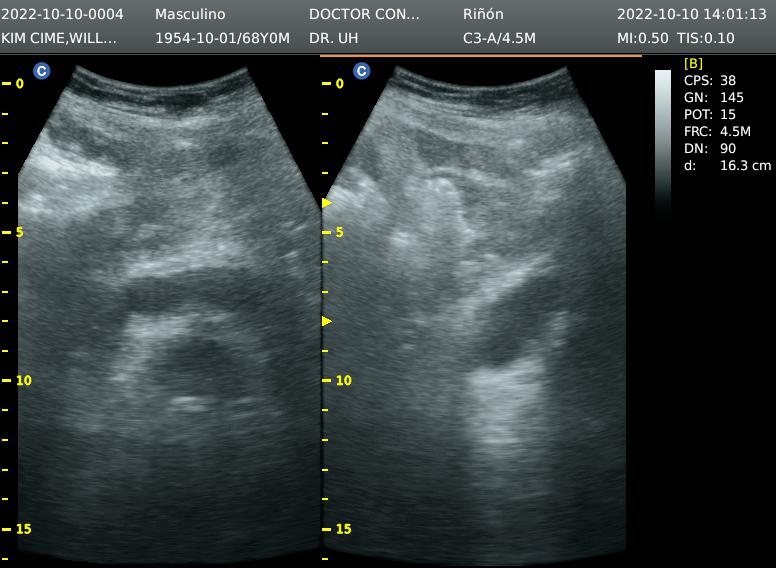 2022-10-10-0004 Masculino DOCTOR CON... Riñón 2022-10-10 14:01:13
KIM CIME,WILL... 1954-10-01/68Y0M DR. UH C3-A/4.5M MI:0.50 TIS:0.10
C C [B]
0 0 CPS: 38
GN: 145
POT: 15
FRC: 4.5M
DN: 90
d: 16.3 cm
5 5
10 10
15 15